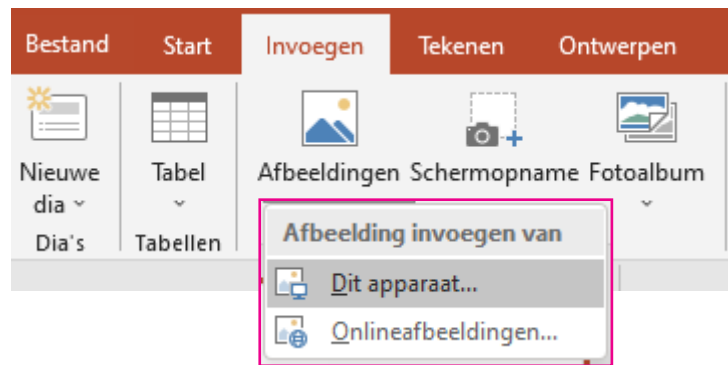 Bestand Start Invoegen Tekenen Ontwerpen
Nieuwe dia
Tabel
Afbeeldingen
Schermopname
Fotoalbum
Dia's
Tabellen
Afbeelding invoegen van
Dit apparaat...
Onlineafbeeldingen...